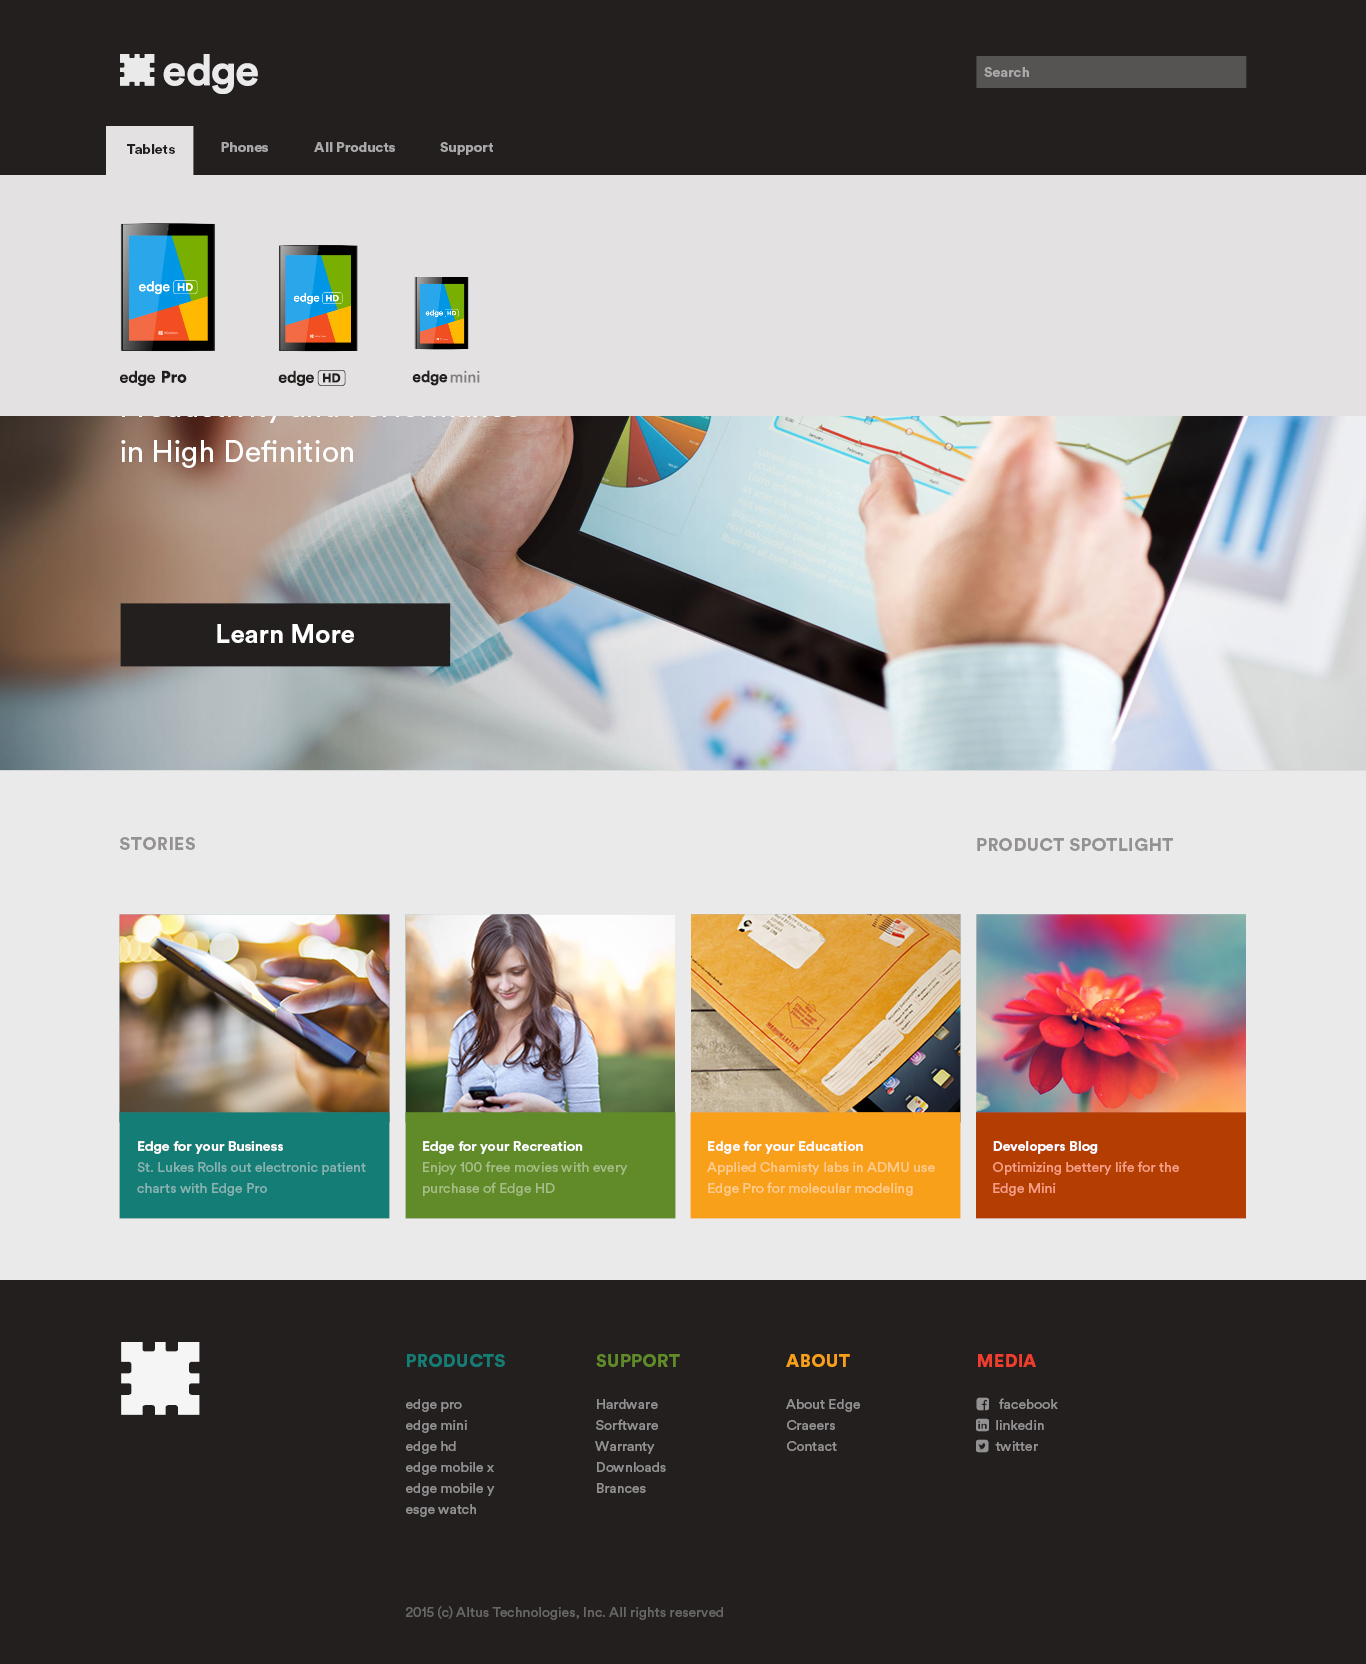 edge
Search
Tablets
Phones
All Products
Support
edge HD
edge HD
edge HD
edge Pro
edge HD
edge mini
in High Definition
Learn More
STORIES
PRODUCT SPOTLIGHT
Edge for your Business
St. Lukes Rolls out electronic patient
charts with Edge Pro
Edge for your Recreation
Enjoy 100 free movies with every
purchase of Edge HD
Edge for your Education
Applied Chamisty labs in ADMU use
Edge Pro for molecular modeling
Developers Blog
Optimizing bettery life for the
Edge Mini
PRODUCTS
edge pro
edge mini
edge hd
edge mobile x
edge mobile y
esge watch
SUPPORT
Hardware
Sorftware
Warranty
Downloads
Brances
ABOUT
About Edge
Craeers
Contact
MEDIA
facebook
linkedin
twitter
2015 (c) Altus Technologies, Inc. All rights reserved